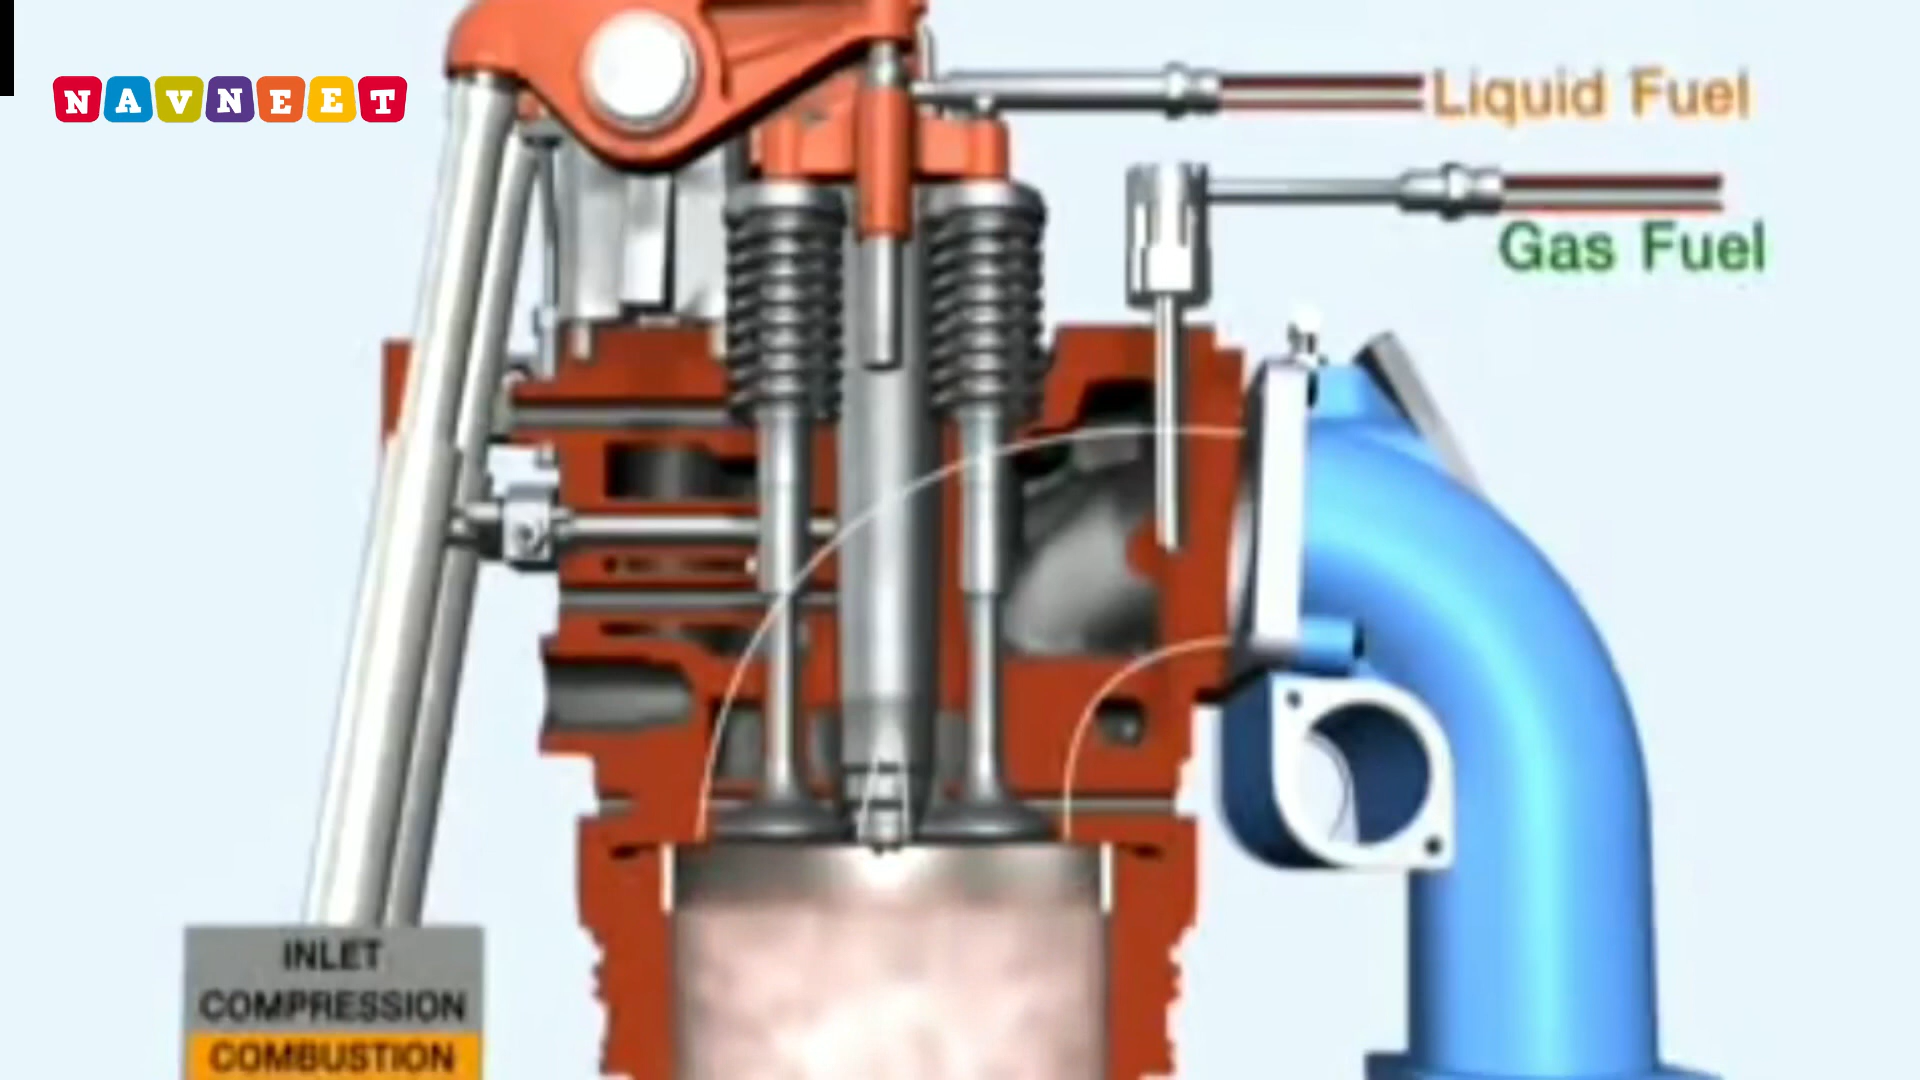 NAVNEET
Liquid Fuel
Gas Fuel
INLET
COMPRESSION
COMBUSTION